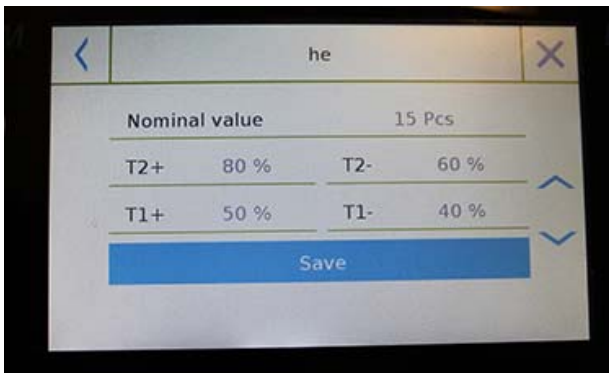 he
Nominal value 15 Pcs
T2+ 80 % T2- 60 %
T1+ 50 % T1- 40 %
Save